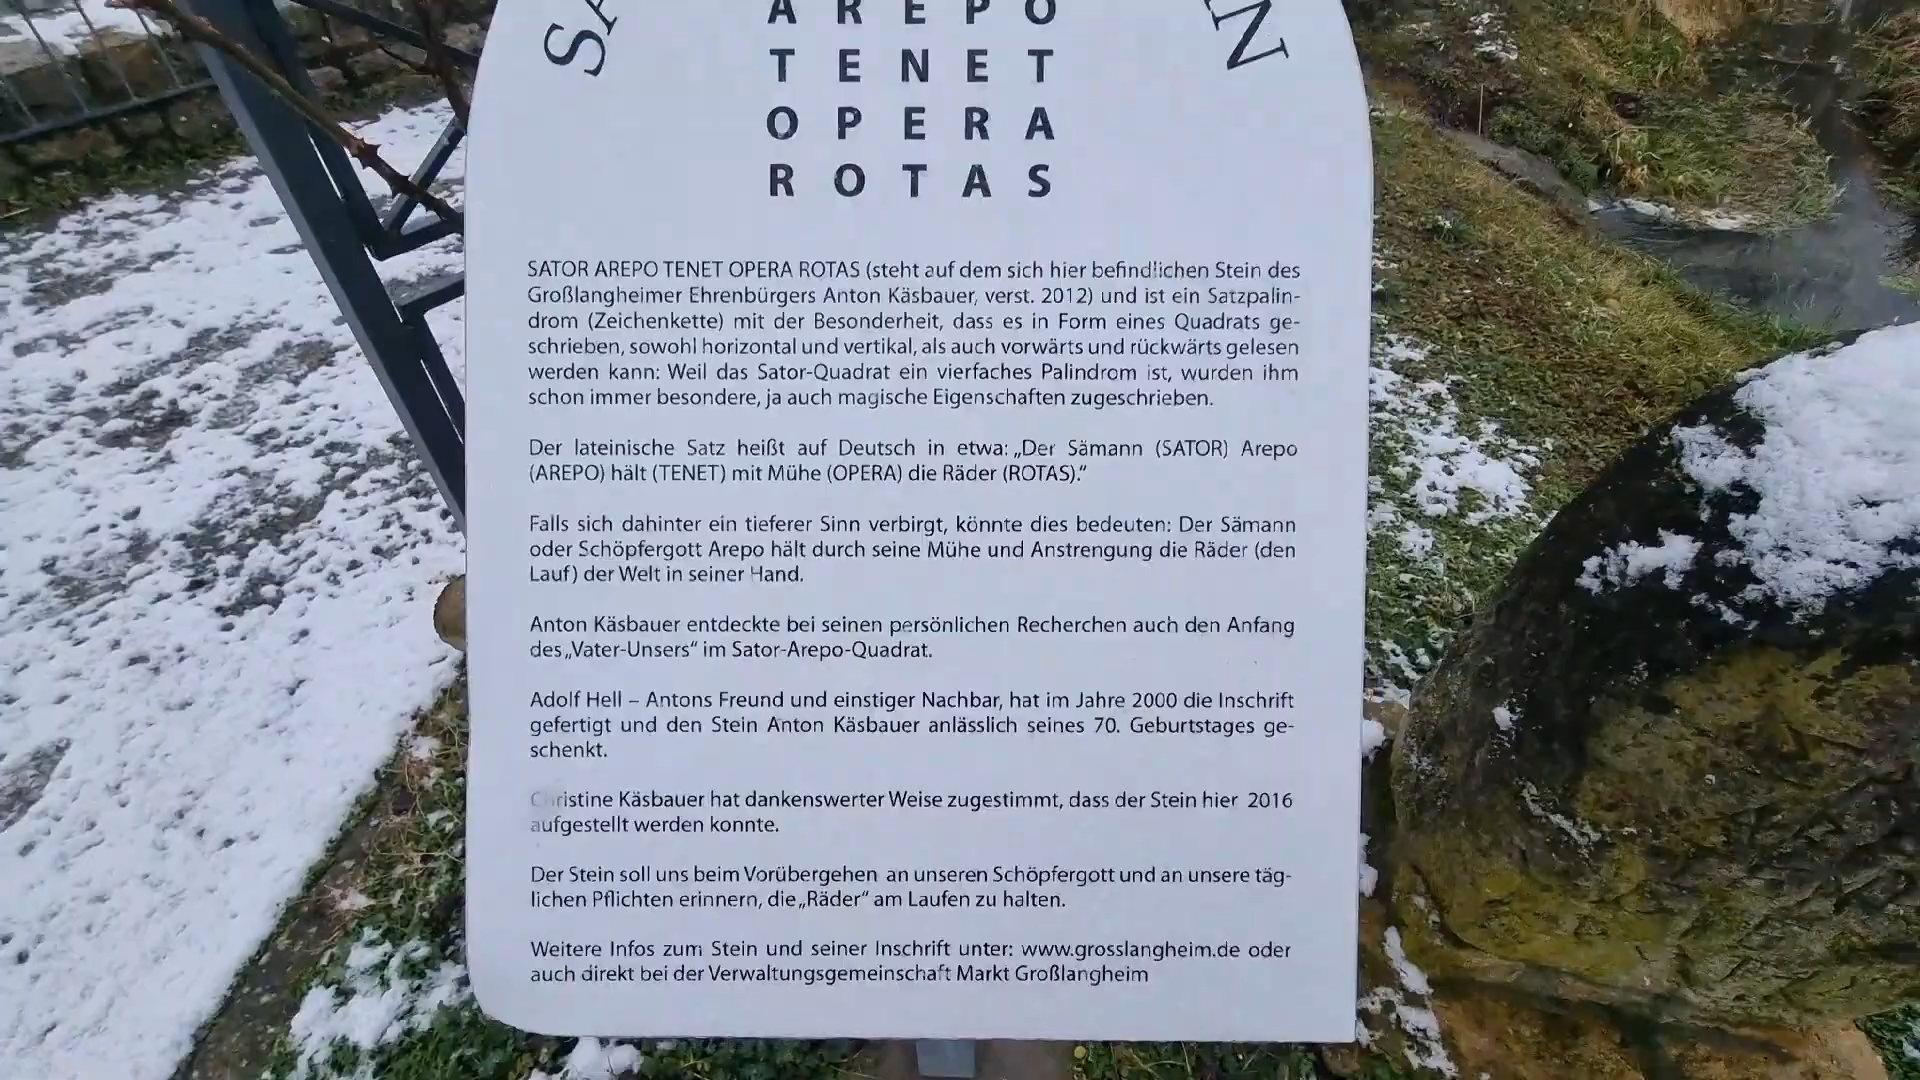 A R E P O
T E N E T
O P E R A
R O T A S
SATOR AREPO TENET OPERA ROTAS (steht auf dem sich hier befindlichen Stein des
Großlangheimer Ehrenbürgers Anton Käsbauer, verst. 2012) und ist ein Satzpalin-
drom (Zeichenkette) mit der Besonderheit, dass es in Form eines Quadrats ge-
schrieben, sowohl horizontal und vertikal, als auch vorwärts und rückwärts gelesen
werden kann: Weil das Sator-Quadrat ein vierfaches Palindrom ist, wurden ihm
schon immer besondere, ja auch magische Eigenschaften zugeschrieben.
Der lateinische Satz heißt auf Deutsch in etwa: „Der Sämann (SATOR) Arepo
(AREPO) hält (TENET) mit Mühe (OPERA) die Räder (ROTAS).“
Falls sich dahinter ein tieferer Sinn verbirgt, könnte dies bedeuten: Der Sämann
oder Schöpfergott Arepo hält durch seine Mühe und Anstrengung die Räder (den
Lauf) der Welt in seiner Hand.
Anton Käsbauer entdeckte bei seinen persönlichen Recherchen auch den Anfang
des „Vater-Unsers“ im Sator-Arepo-Quadrat.
Adolf Hell – Antons Freund und einstiger Nachbar, hat im Jahre 2000 die Inschrift
gefertigt und den Stein Anton Käsbauer anlässlich seines 70. Geburtstages ge-
schenkt.
Christine Käsbauer hat dankenswerter Weise zugestimmt, dass der Stein hier 2016
aufgestellt werden konnte.
Der Stein soll uns beim Vorübergehen an unseren Schöpfergott und an unsere täg-
lichen Pflichten erinnern, die „Räder“ am Laufen zu halten.
Weitere Infos zum Stein und seiner Inschrift unter: www.grosslangheim.de oder
auch direkt bei der Verwaltungsgemeinschaft Markt Großlangheim